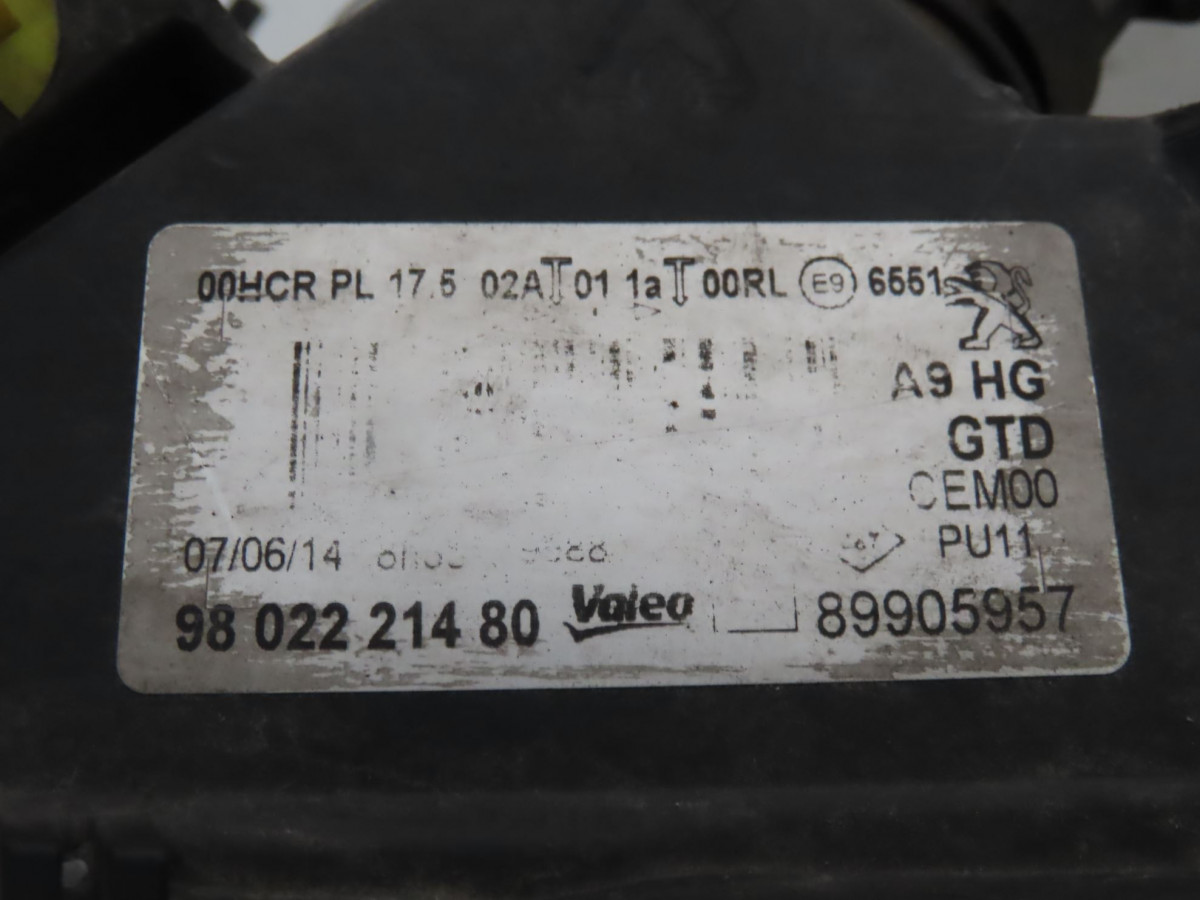 00HCR PL 17.5 02A 01 1a 00RL E9 6551
A9 HG
GTD
CEM00
07/06/14 PU11
98 022 214 80 Valeo 89905957